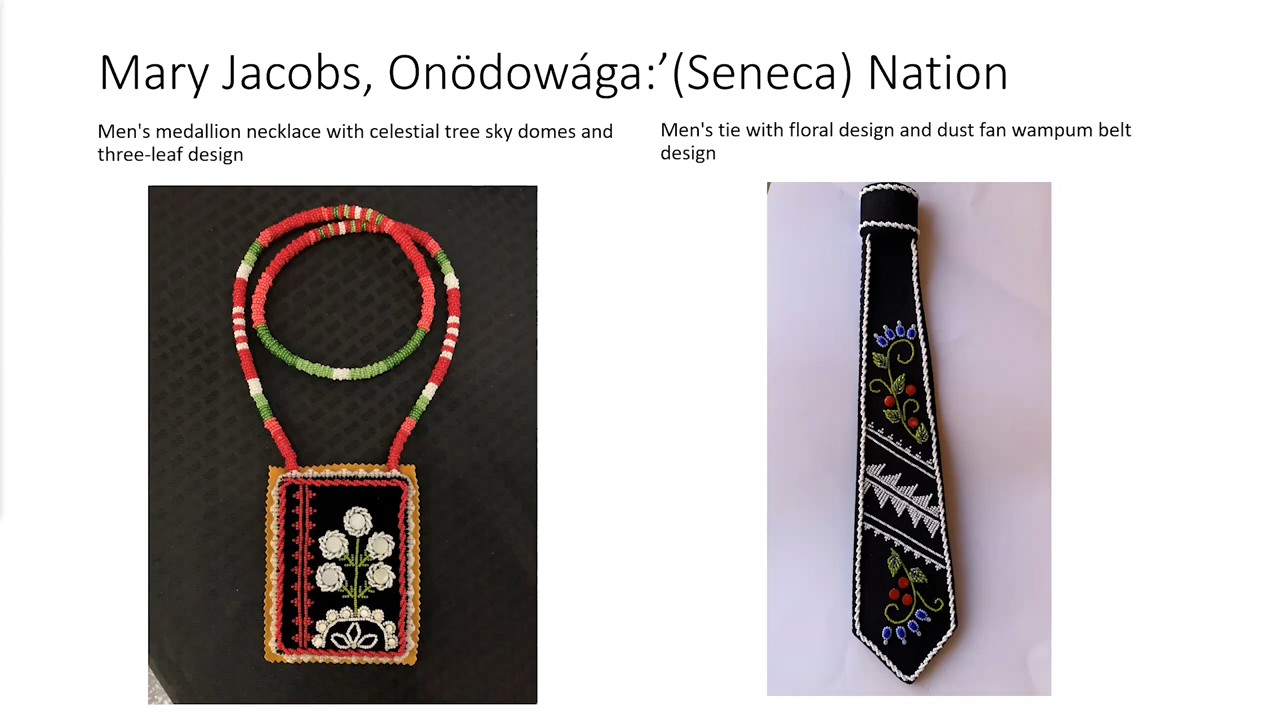 Mary Jacobs, Onödowága:’(Seneca) Nation
Men's medallion necklace with celestial tree sky domes and
three-leaf design
Men's tie with floral design and dust fan wampum belt
design